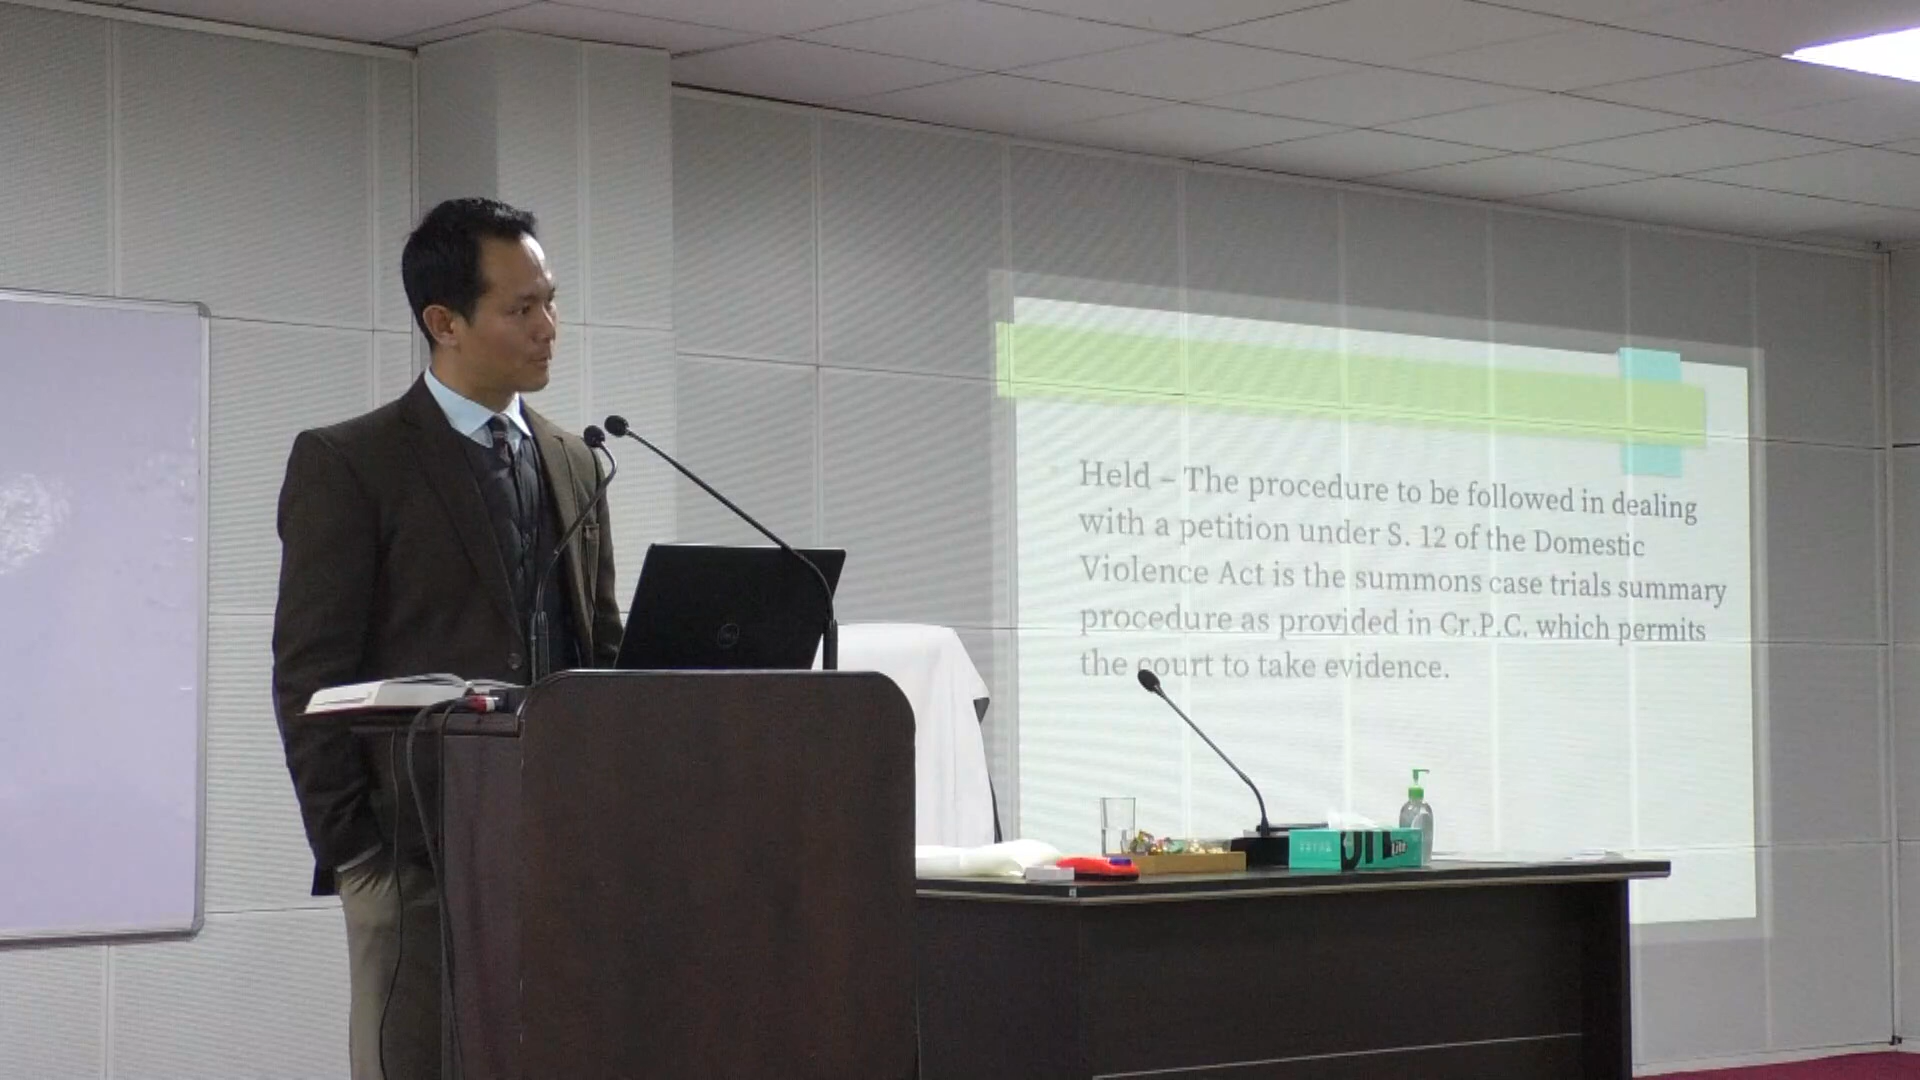 Held – The procedure to be followed in dealing
with a petition under S. 12 of the Domestic
Violence Act is the summons case trials summary
procedure as provided in Cr.P.C. which permits
the court to take evidence.
Lite